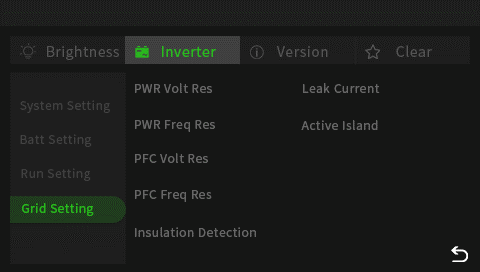 Brightness
Inverter
Version
Clear
System Setting
Batt Setting
Run Setting
Grid Setting
PWR Volt Res
PWR Freq Res
PFC Volt Res
PFC Freq Res
Insulation Detection
Leak Current
Active Island